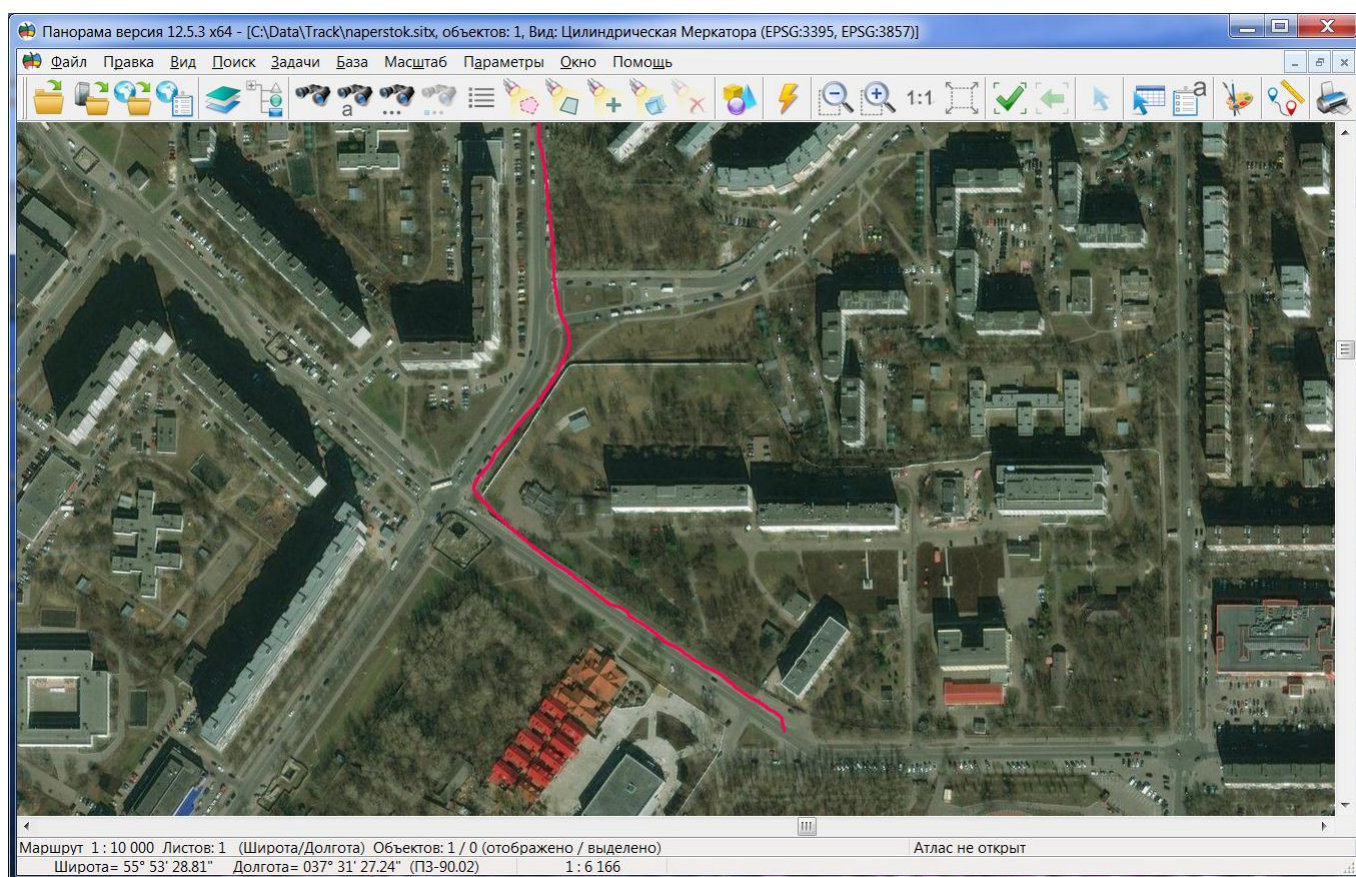 Панорама версия 12.5.3 x64 - [C:\Data\Track\naperstok.sitx, объектов: 1, Вид: Цилиндрическая Меркатора (EPSG:3395, EPSG:3857)]
Файл Правка Вид Поиск Задачи База Масштаб Параметры Окно Помощь
a 1:1 a
Маршрут 1 : 10 000 Листов: 1 (Широта/Долгота) Объектов: 1 / 0 (отображено / выделено) Атлас не открыт
Широта= 55° 53' 28.81" Долгота= 037° 31' 27.24" (ПЗ-90.02) 1 : 6 166